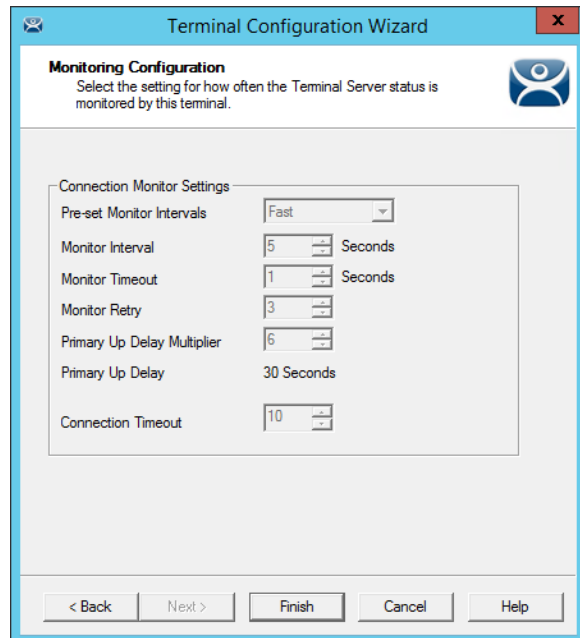 Terminal Configuration Wizard
x
Monitoring Configuration
Select the setting for how often the Terminal Server status is
monitored by this terminal.
Connection Monitor Settings
Pre-set Monitor Intervals Fast
Monitor Interval 5 Seconds
Monitor Timeout 1 Seconds
Monitor Retry 3
Primary Up Delay Multiplier 6
Primary Up Delay 30 Seconds
Connection Timeout 10
< Back Next > Finish Cancel Help